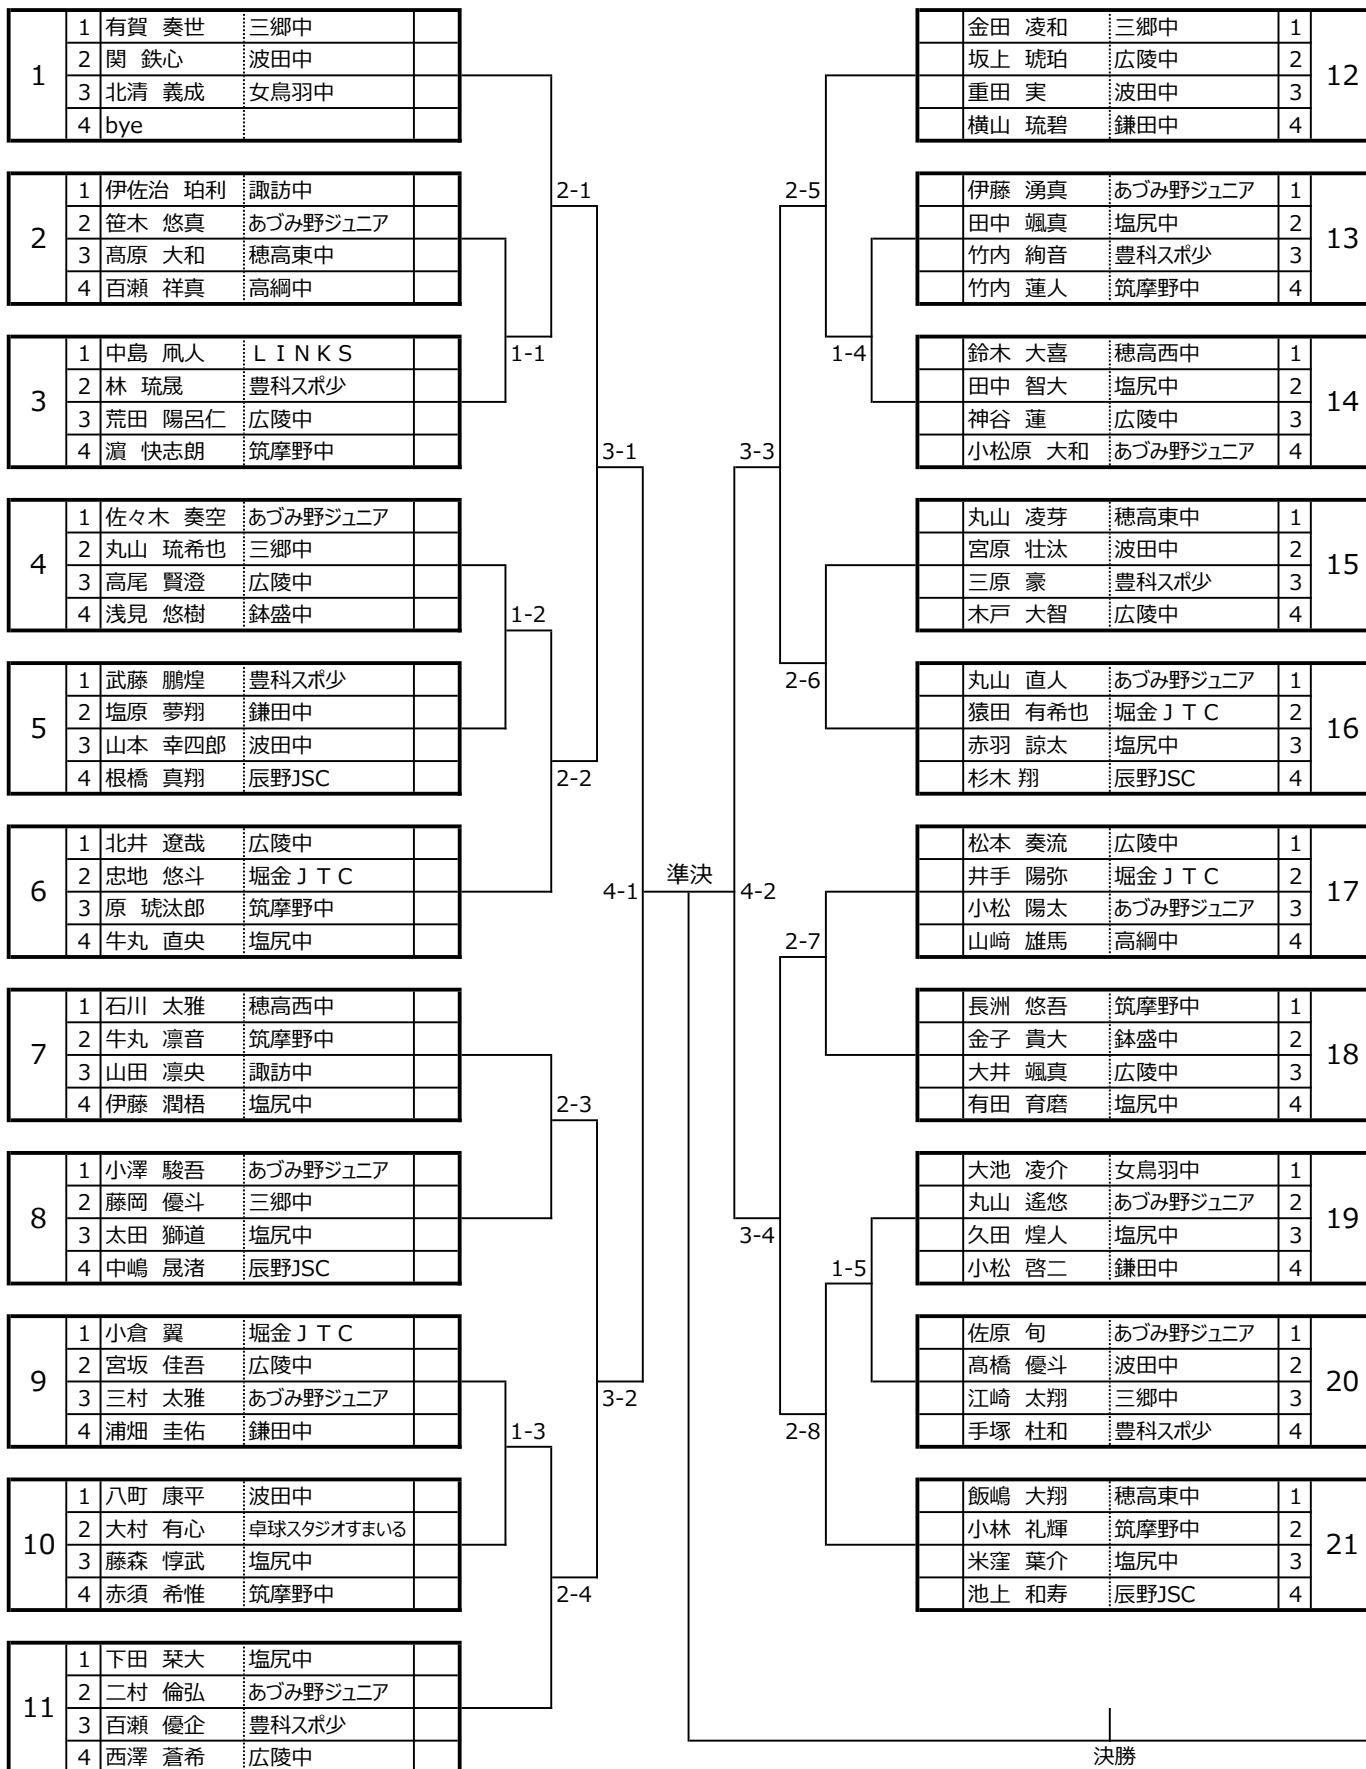 1
1 有賀 奏世 三郷中
2 関 鉄心 波田中
3 北清 義成 女鳥羽中
4 bye
2
1 伊佐治 珀利 諏訪中
2 笹木 悠真 あづみ野ジュニア
3 髙原 大和 穂高東中
4 百瀬 祥真 高綱中
3
1 中島 凧人 ＬＩＮＫＳ
2 林 琉晟 豊科スポ少
3 荒田 陽呂仁 広陵中
4 濵 快志朗 筑摩野中
4
1 佐々木 奏空 あづみ野ジュニア
2 丸山 琉希也 三郷中
3 高尾 賢澄 広陵中
4 浅見 悠樹 鉢盛中
5
1 武藤 鵬煌 豊科スポ少
2 塩原 夢翔 鎌田中
3 山本 幸四郎 波田中
4 根橋 真翔 辰野JSC
6
1 北井 遼哉 広陵中
2 忠地 悠斗 堀金ＪＴＣ
3 原 琥汰郎 筑摩野中
4 牛丸 直央 塩尻中
7
1 石川 太雅 穂高西中
2 牛丸 凛音 筑摩野中
3 山田 凛央 諏訪中
4 伊藤 潤梧 塩尻中
8
1 小澤 駿吾 あづみ野ジュニア
2 藤岡 優斗 三郷中
3 太田 獅道 塩尻中
4 中嶋 晟渚 辰野JSC
9
1 小倉 翼 堀金ＪＴＣ
2 宮坂 佳吾 広陵中
3 三村 太雅 あづみ野ジュニア
4 浦畑 圭佑 鎌田中
10
1 八町 康平 波田中
2 大村 有心 卓球スタジオすまいる
3 藤森 惇武 塩尻中
4 赤須 希惟 筑摩野中
11
1 下田 栞大 塩尻中
2 二村 倫弘 あづみ野ジュニア
3 百瀬 優企 豊科スポ少
4 西澤 蒼希 広陵中
2-1
1-1
3-1
1-2
2-2
4-1
2-3
3-2
1-3
2-4
準決
2-5
1-4
3-3
2-6
4-2
2-7
3-4
1-5
2-8
金田 凌和 三郷中 1
坂上 琥珀 広陵中 2
重田 実 波田中 3
横山 琉碧 鎌田中 4
12
伊藤 湧真 あづみ野ジュニア 1
田中 颯真 塩尻中 2
竹内 絢音 豊科スポ少 3
竹内 蓮人 筑摩野中 4
13
鈴木 大喜 穂高西中 1
田中 智大 塩尻中 2
神谷 蓮 広陵中 3
小松原 大和 あづみ野ジュニア 4
14
丸山 凌芽 穂高東中 1
宮原 壮汰 波田中 2
三原 豪 豊科スポ少 3
木戸 大智 広陵中 4
15
丸山 直人 あづみ野ジュニア 1
猿田 有希也 堀金ＪＴＣ 2
赤羽 諒太 塩尻中 3
杉木 翔 辰野JSC 4
16
松本 奏流 広陵中 1
井手 陽弥 堀金ＪＴＣ 2
小松 陽太 あづみ野ジュニア 3
山﨑 雄馬 高綱中 4
17
長洲 悠吾 筑摩野中 1
金子 貴大 鉢盛中 2
大井 颯真 広陵中 3
有田 育磨 塩尻中 4
18
大池 凌介 女鳥羽中 1
丸山 遙悠 あづみ野ジュニア 2
久田 煌人 塩尻中 3
小松 啓二 鎌田中 4
19
佐原 旬 あづみ野ジュニア 1
髙橋 優斗 波田中 2
江崎 太翔 三郷中 3
手塚 杜和 豊科スポ少 4
20
飯嶋 大翔 穂高東中 1
小林 礼輝 筑摩野中 2
米窪 葉介 塩尻中 3
池上 和寿 辰野JSC 4
21
決勝